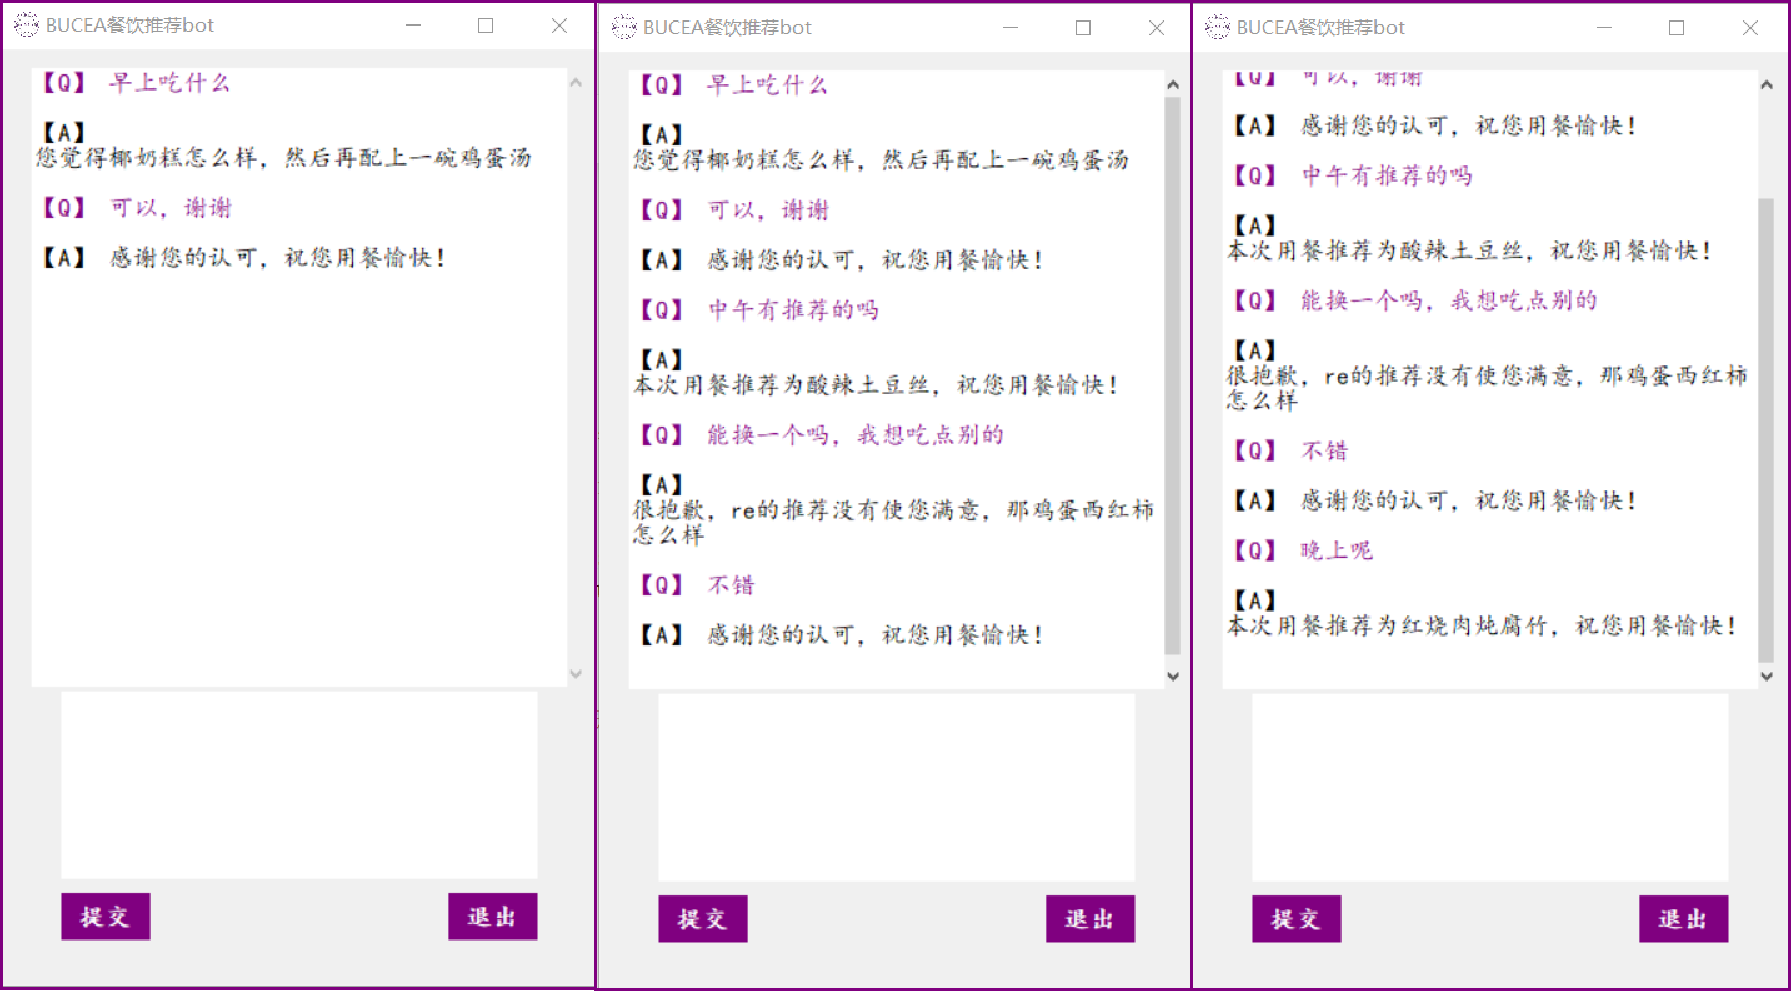 BUCEA餐饮推荐bot
【Q】 早上吃什么
【A】
您觉得椰奶糕怎么样，然后再配上一碗鸡蛋汤
【Q】 可以，谢谢
【A】 感谢您的认可，祝您用餐愉快！
提交
退出
BUCEA餐饮推荐bot
【Q】 早上吃什么
【A】
您觉得椰奶糕怎么样，然后再配上一碗鸡蛋汤
【Q】 可以，谢谢
【A】 感谢您的认可，祝您用餐愉快！
【Q】 中午有推荐的吗
【A】
本次用餐推荐为酸辣土豆丝，祝您用餐愉快！
【Q】 能换一个吗，我想吃点别的
【A】
很抱歉，re的推荐没有使您满意，那鸡蛋西红柿
怎么样
【Q】 不错
【A】 感谢您的认可，祝您用餐愉快！
提交
退出
BUCEA餐饮推荐bot
【Q】 可以，谢谢
【A】 感谢您的认可，祝您用餐愉快！
【Q】 中午有推荐的吗
【A】
本次用餐推荐为酸辣土豆丝，祝您用餐愉快！
【Q】 能换一个吗，我想吃点别的
【A】
很抱歉，re的推荐没有使您满意，那鸡蛋西红柿
怎么样
【Q】 不错
【A】 感谢您的认可，祝您用餐愉快！
【Q】 晚上呢
【A】
本次用餐推荐为红烧肉炖腐竹，祝您用餐愉快！
提交
退出